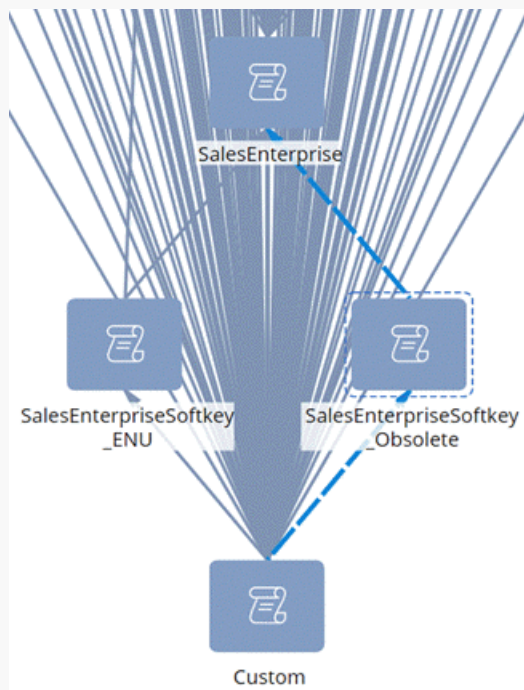 SalesEnterprise
SalesEnterpriseSoftkey
_ENU
SalesEnterpriseSoftkey
_Obsolete
Custom